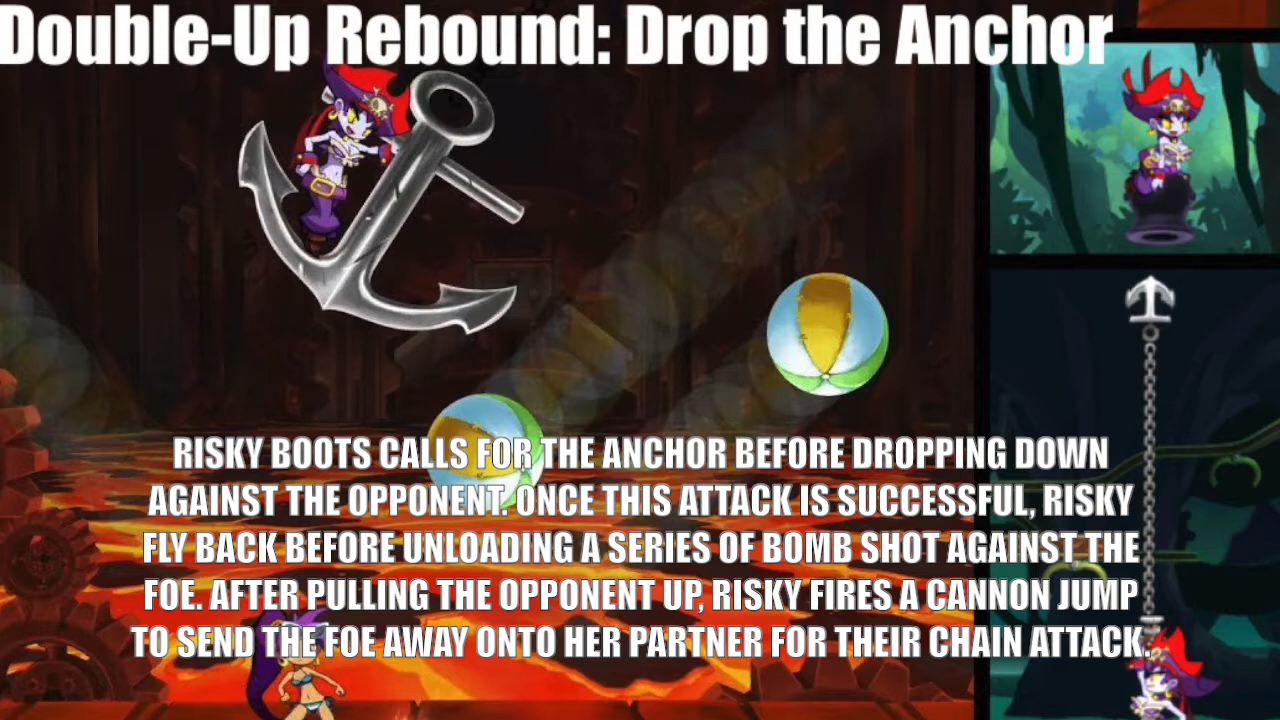 Double-Up Rebound: Drop the Anchor
RISKY BOOTS CALLS FOR THE ANCHOR BEFORE DROPPING DOWN
AGAINST THE OPPONENT. ONCE THIS ATTACK IS SUCCESSFUL, RISKY
FLY BACK BEFORE UNLOADING A SERIES OF BOMB SHOT AGAINST THE
FOE. AFTER PULLING THE OPPONENT UP, RISKY FIRES A CANNON JUMP
TO SEND THE FOE AWAY ONTO HER PARTNER FOR THEIR CHAIN ATTACK.